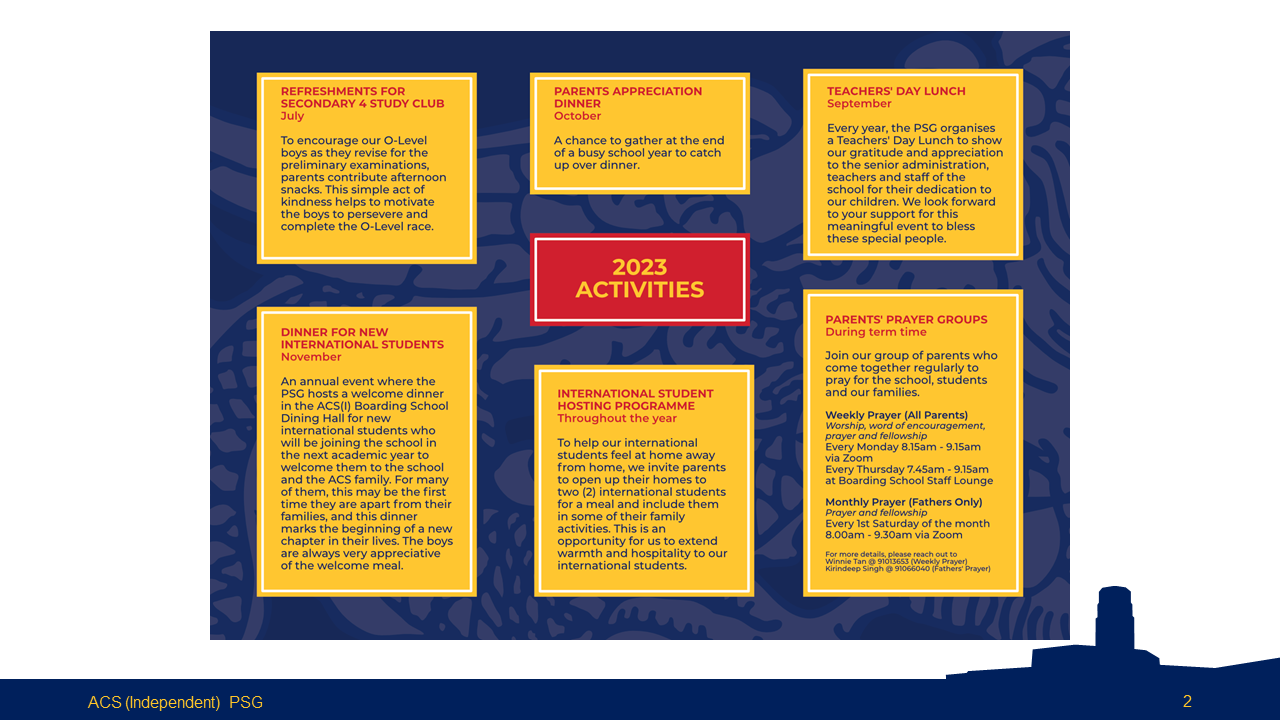 REFRESHMENTS FOR
SECONDARY 4 STUDY CLUB
July
To encourage our O-Level
boys as they revise for the
preliminary examinations,
parents contribute afternoon
snacks. This simple act of
kindness helps to motivate
the boys to persevere and
complete the O-Level race.
PARENTS APPRECIATION
DINNER
October
A chance to gather at the end
of a busy school year to catch
up over dinner.
TEACHERS' DAY LUNCH
September
Every year, the PSG organises
a Teachers' Day Lunch to show
our gratitude and appreciation
to the senior administration,
teachers and staff of the
school for their dedication to
our children. We look forward
to your support for this
meaningful event to bless
these special people.
2023
ACTIVITIES
DINNER FOR NEW
INTERNATIONAL STUDENTS
November
An annual event where the
PSG hosts a welcome dinner
in the ACS(I) Boarding School
Dining Hall for new
international students who
will be joining the school in
the next academic year to
welcome them to the school
and the ACS family. For many
of them, this may be the first
time they are apart from their
families, and this dinner
marks the beginning of a new
chapter in their lives. The boys
are always very appreciative
of the welcome meal.
INTERNATIONAL STUDENT
HOSTING PROGRAMME
Throughout the year
To help our international
students feel at home away
from home, we invite parents
to open up their homes to
two (2) international students
for a meal and include them
in some of their family
activities. This is an
opportunity for us to extend
warmth and hospitality to our
international students.
PARENTS' PRAYER GROUPS
During term time
Join our group of parents who
come together regularly to
pray for the school, students
and our families.
Weekly Prayer (All Parents)
Worship, word of encouragement,
prayer and fellowship
Every Monday 8.15am - 9.15am
via Zoom
Every Thursday 7.45am - 9.15am
at Boarding School Staff Lounge
Monthly Prayer (Fathers Only)
Prayer and fellowship
Every 1st Saturday of the month
8.00am - 9.30am via Zoom
For more details, please reach out to
Winnie Tan @ 91013653 (Weekly Prayer)
Kirindeep Singh @ 91066040 (Fathers' Prayer)
ACS (Independent) PSG
2